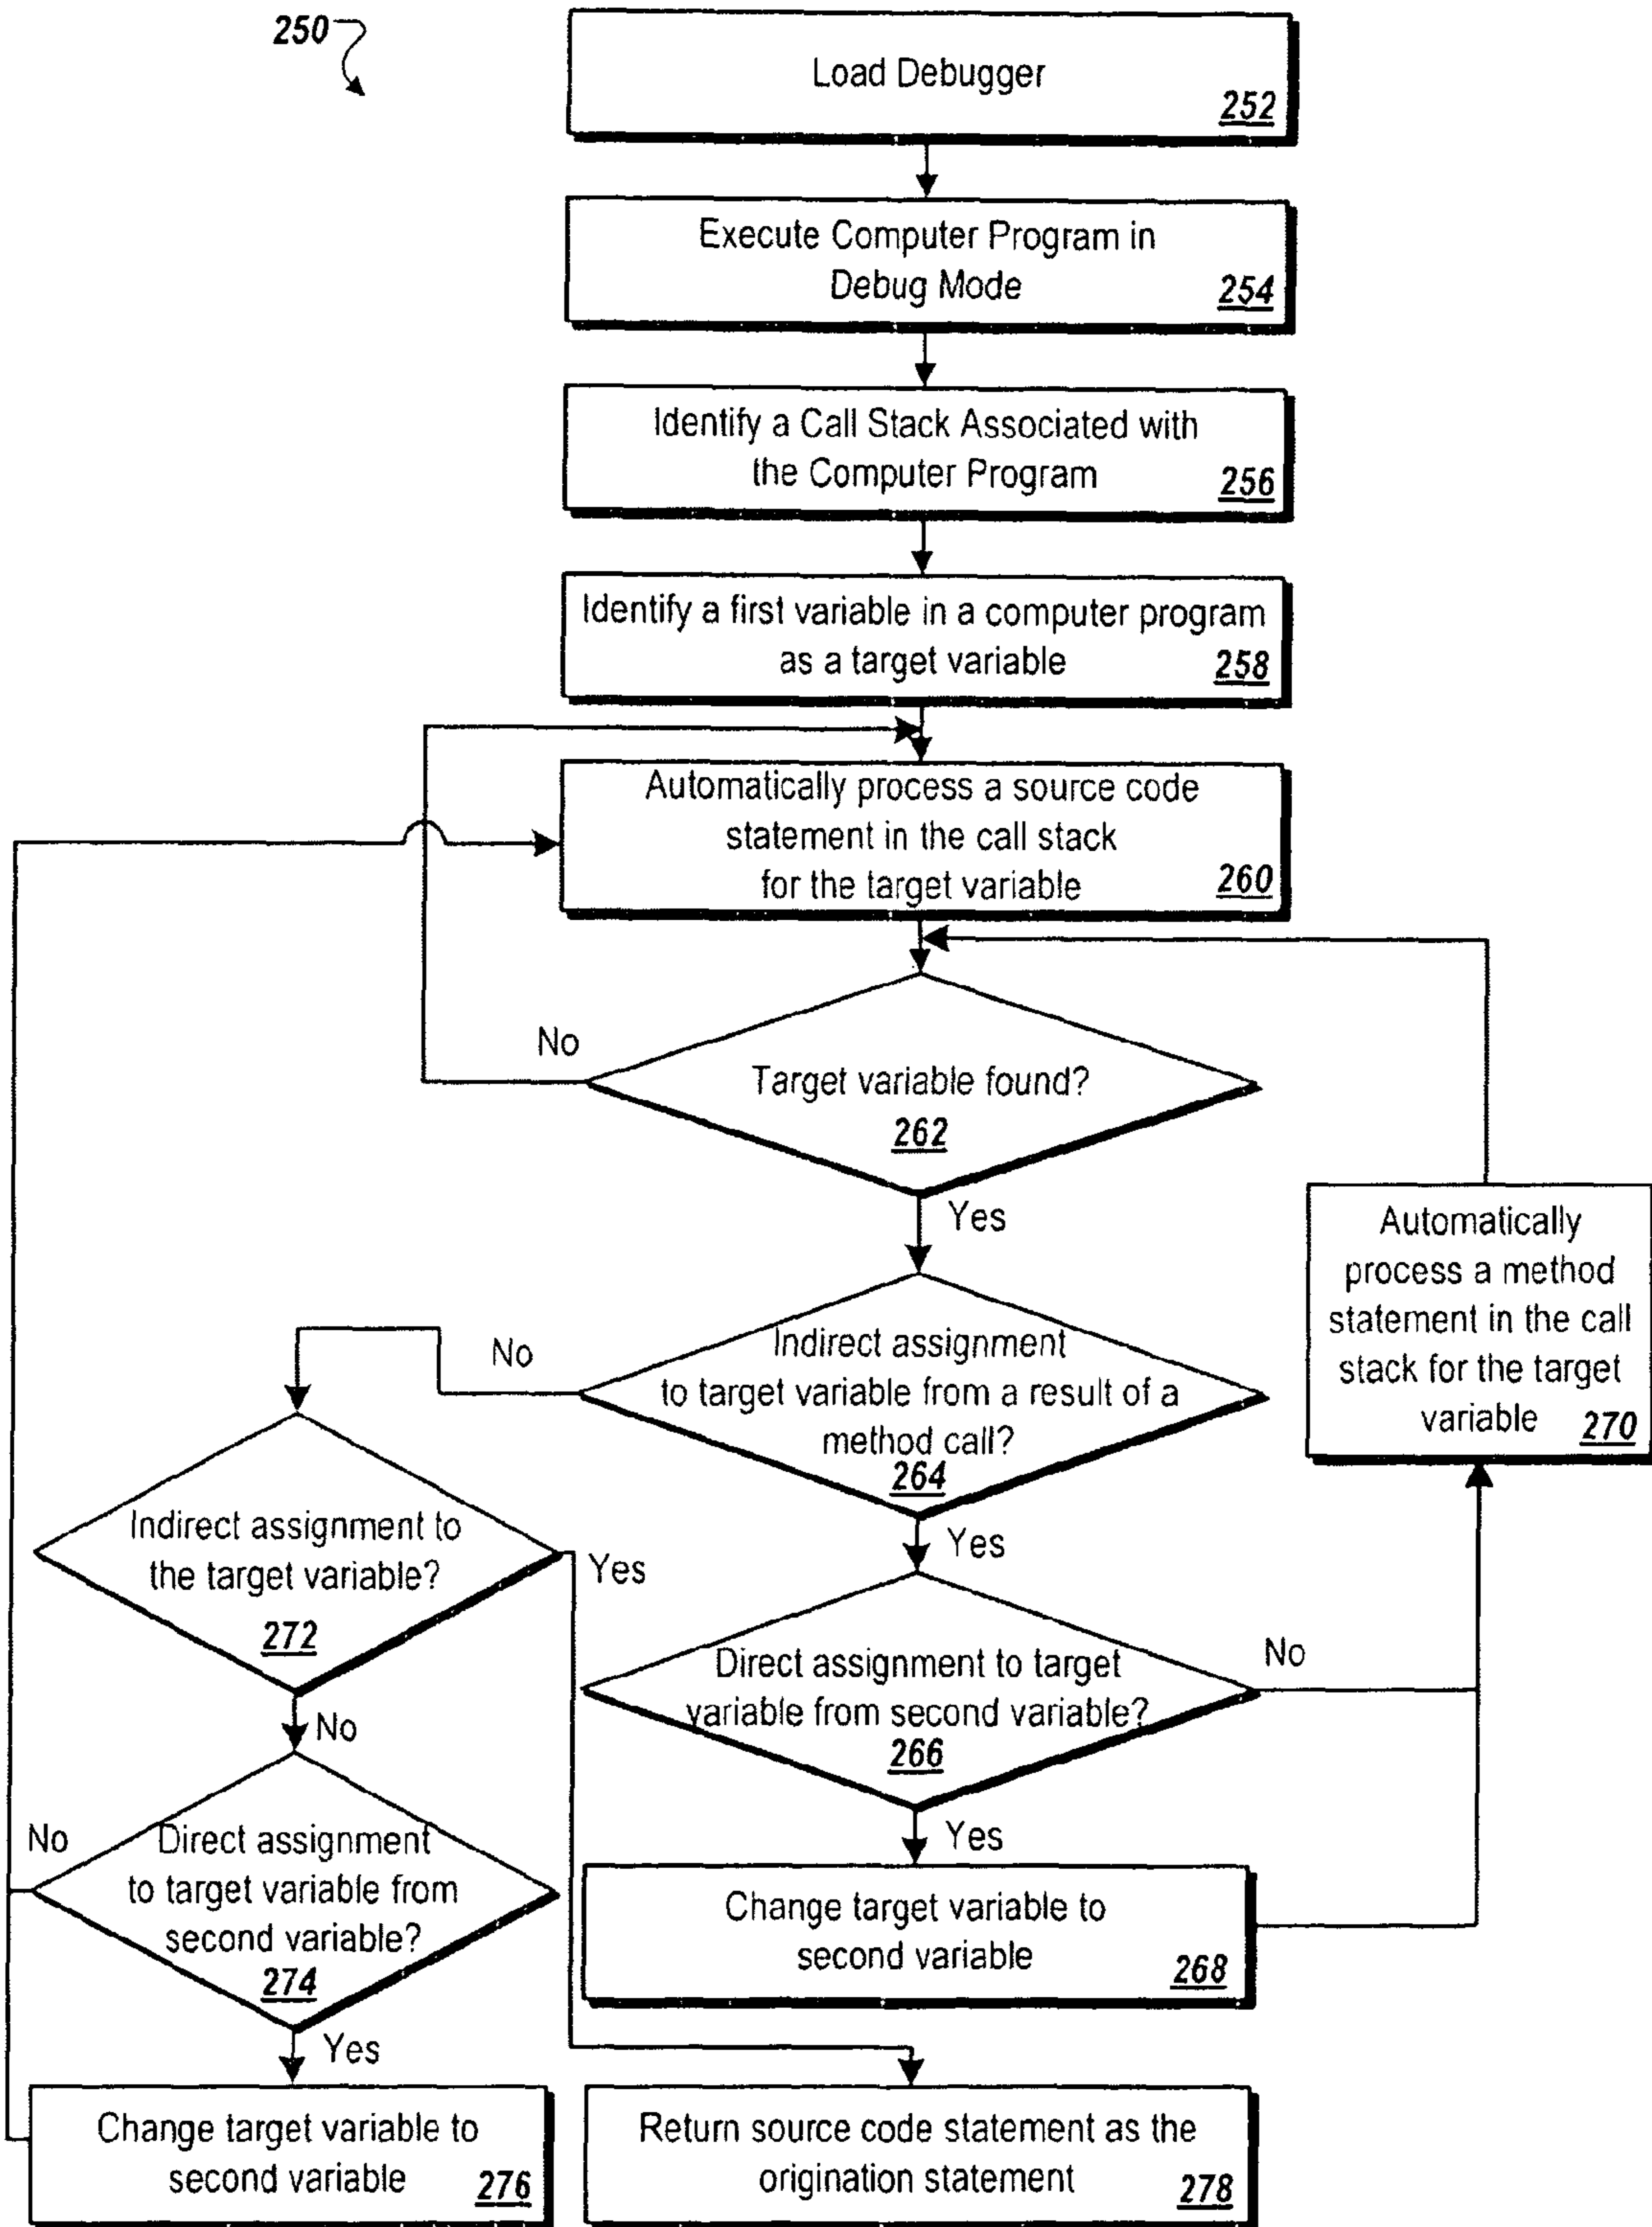 250
Load Debugger
252
Execute Computer Program in
Debug Mode
254
Identify a Call Stack Associated with
the Computer Program
256
Identify a first variable in a computer program
as a target variable
258
Automatically process a source code
statement in the call stack
for the target variable
260
No
Target variable found?
262
Yes
Automatically
process a method
statement in the call
stack for the target
variable
270
No
Indirect assignment
to target variable from a result of a
method call?
264
Yes
Indirect assignment to
the target variable?
272
Yes
No
Direct assignment to target
variable from second variable?
266
No
Yes
No
Direct assignment
to target variable from
second variable?
274
Yes
Change target variable to
second variable
268
Change target variable to
second variable
276
Return source code statement as the
origination statement
278